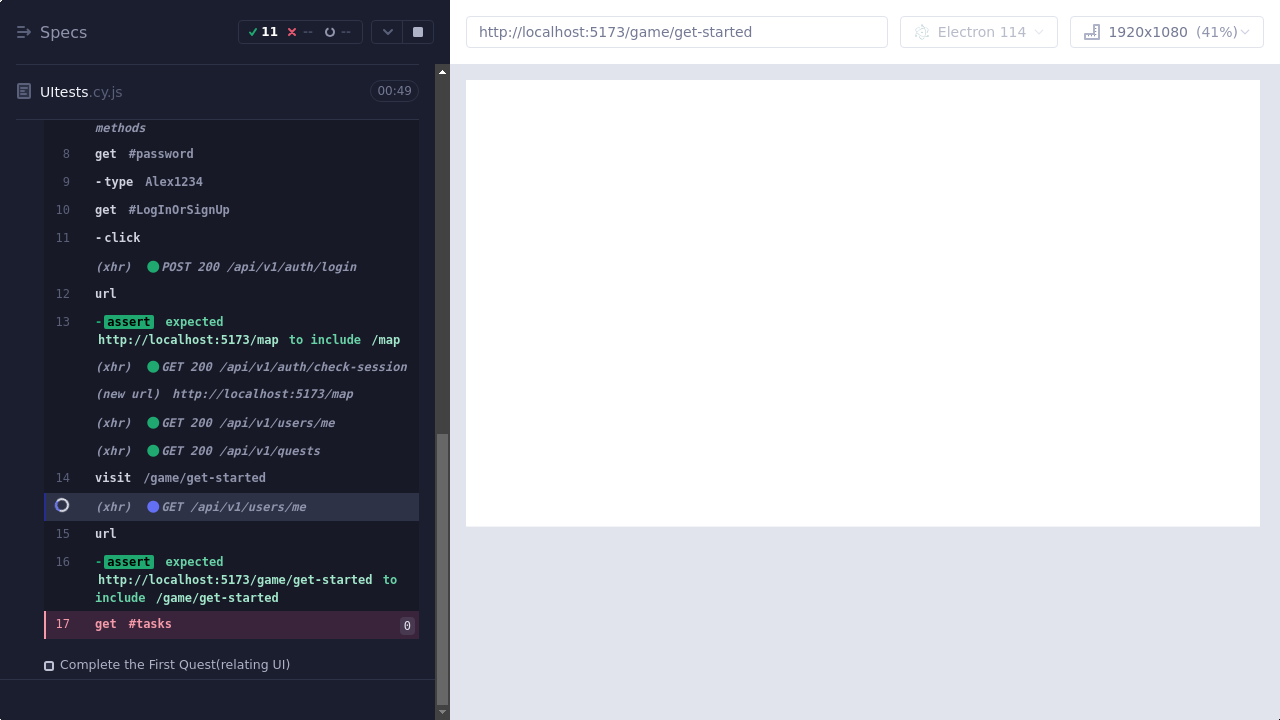 Specs
11
--
--
http://localhost:5173/game/get-started
Electron 114
1920x1080 (41%)
UItests.cy.js
00:49
methods
8 get #password
9 -type Alex1234
10 get #LogInOrSignUp
11 -click
(xhr) POST 200 /api/v1/auth/login
12 url
13 -assert expected
http://localhost:5173/map to include /map
(xhr) GET 200 /api/v1/auth/check-session
(new url) http://localhost:5173/map
(xhr) GET 200 /api/v1/users/me
(xhr) GET 200 /api/v1/quests
14 visit /game/get-started
(xhr) GET /api/v1/users/me
15 url
16 -assert expected
http://localhost:5173/game/get-started to
include /game/get-started
17 get #tasks 0
Complete the First Quest(relating UI)